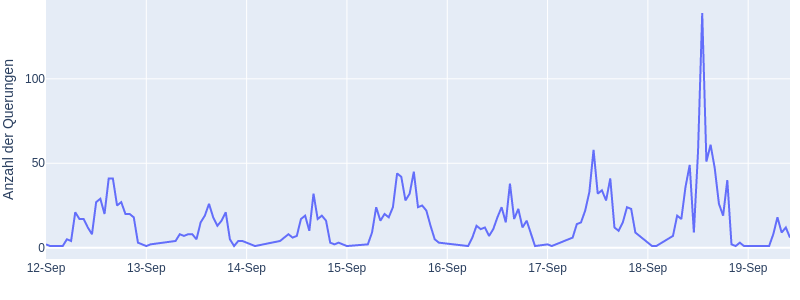 Anzahl der Querungen
100
50
0
12-Sep
13-Sep
14-Sep
15-Sep
16-Sep
17-Sep
18-Sep
19-Sep